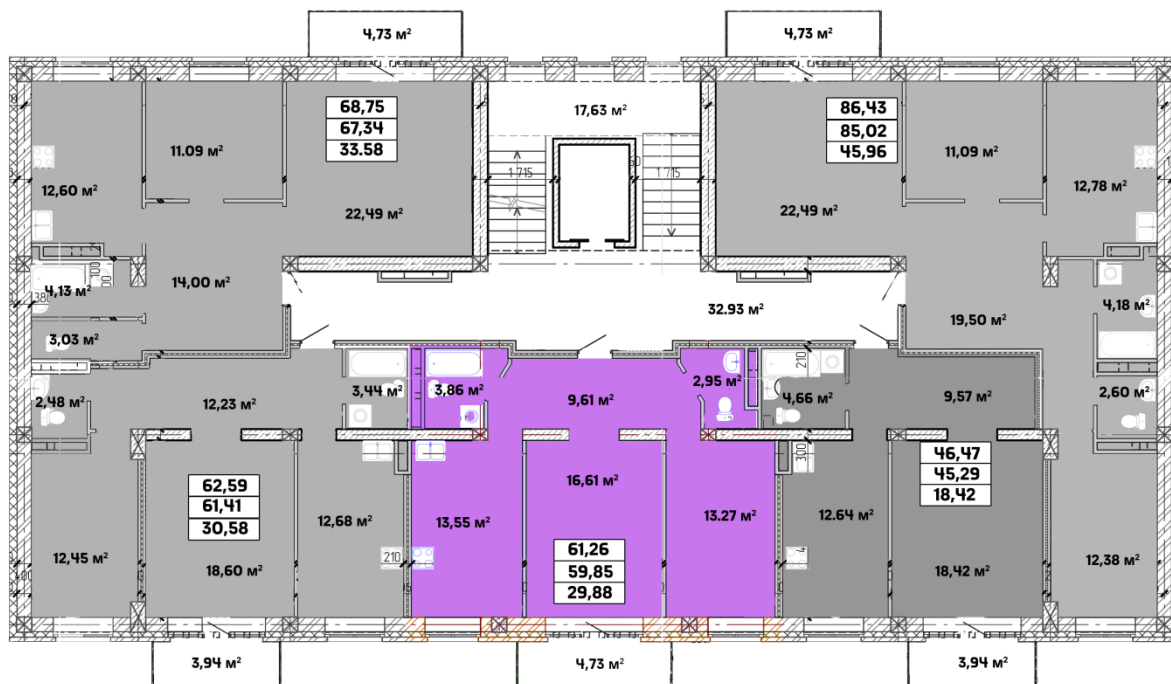 4,73 м²
4,73 м²
17,63 м²
68,75
67,34
33.58
86,43
85,02
45,96
11.09 м²
11,09 м²
1 715
1 715
12,60 м²
12,78 м²
22,49 м²
22,49 м²
4,13 м²
14,00 м²
32.93 м²
19,50 м²
4,18 м²
3,03 м²
210
2,48 м²
12,23 м²
3,44 м²
3,86 м²
9,61 м²
2,95 м²
4,66 м²
9,57 м²
2,60 м²
62,59
61,41
30,58
46,47
45,29
18,42
300
16,61 м²
12,68 м²
13,55 м²
13.27 м²
12.64 м²
12,45 м²
18,60 м²
210
61,26
59,85
29,88
18,42 м²
12,38 м²
3,94 м²
4,73 м²
3,94 м²